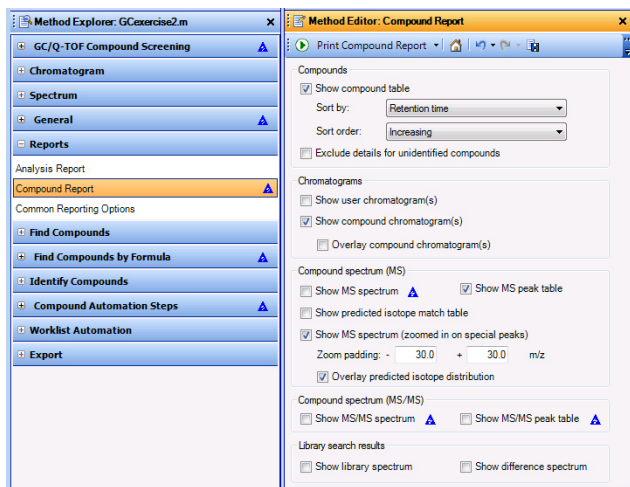 Method Explorer: GCexercise2.m
GC/Q-TOF Compound Screening
Chromatogram
Spectrum
General
Reports
Analysis Report
Compound Report
Common Reporting Options
Find Compounds
Find Compounds by Formula
Identify Compounds
Compound Automation Steps
Worklist Automation
Export
Method Editor: Compound Report
Print Compound Report
Compounds
Show compound table
Sort by: Retention time
Sort order: Increasing
Exclude details for unidentified compounds
Chromatograms
Show user chromatogram(s)
Show compound chromatogram(s)
Overlay compound chromatogram(s)
Compound spectrum (MS)
Show MS spectrum Show MS peak table
Show predicted isotope match table
Show MS spectrum (zoomed in on special peaks)
Zoom padding: - 30.0 + 30.0 m/z
Overlay predicted isotope distribution
Compound spectrum (MS/MS)
Show MS/MS spectrum Show MS/MS peak table
Library search results
Show library spectrum Show difference spectrum